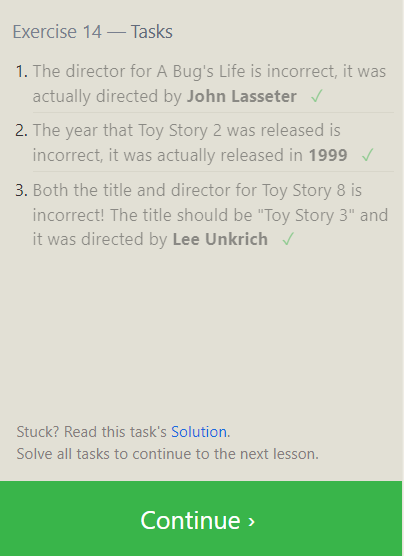 Exercise 14 — Tasks
1. The director for A Bug's Life is incorrect, it was
actually directed by John Lasseter ✓
2. The year that Toy Story 2 was released is
incorrect, it was actually released in 1999 ✓
3. Both the title and director for Toy Story 8 is
incorrect! The title should be "Toy Story 3" and
it was directed by Lee Unkrich ✓
Stuck? Read this task's Solution.
Solve all tasks to continue to the next lesson.
Continue ›